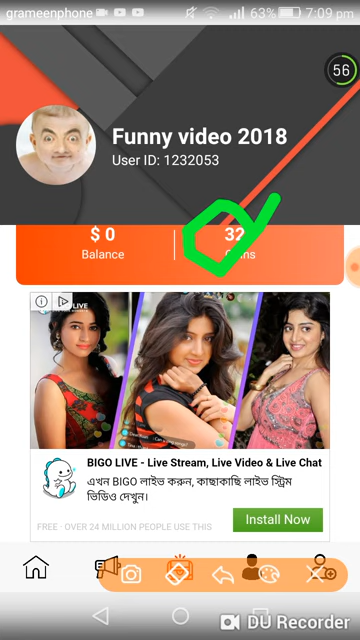 grameenphone
63% 7:09 pm
56
Funny video 2018
User ID: 1232053
$ 0
32
Balance
LIVE
BIGO LIVE - Live Stream, Live Video & Live Chat
এখন BIGO লাইভ করুন, কাছাকাছি লাইভ স্ট্রিম
ভিডিও দেখুন।
FREE · OVER 24 MILLION PEOPLE USE THIS
Install Now
DU Recorder